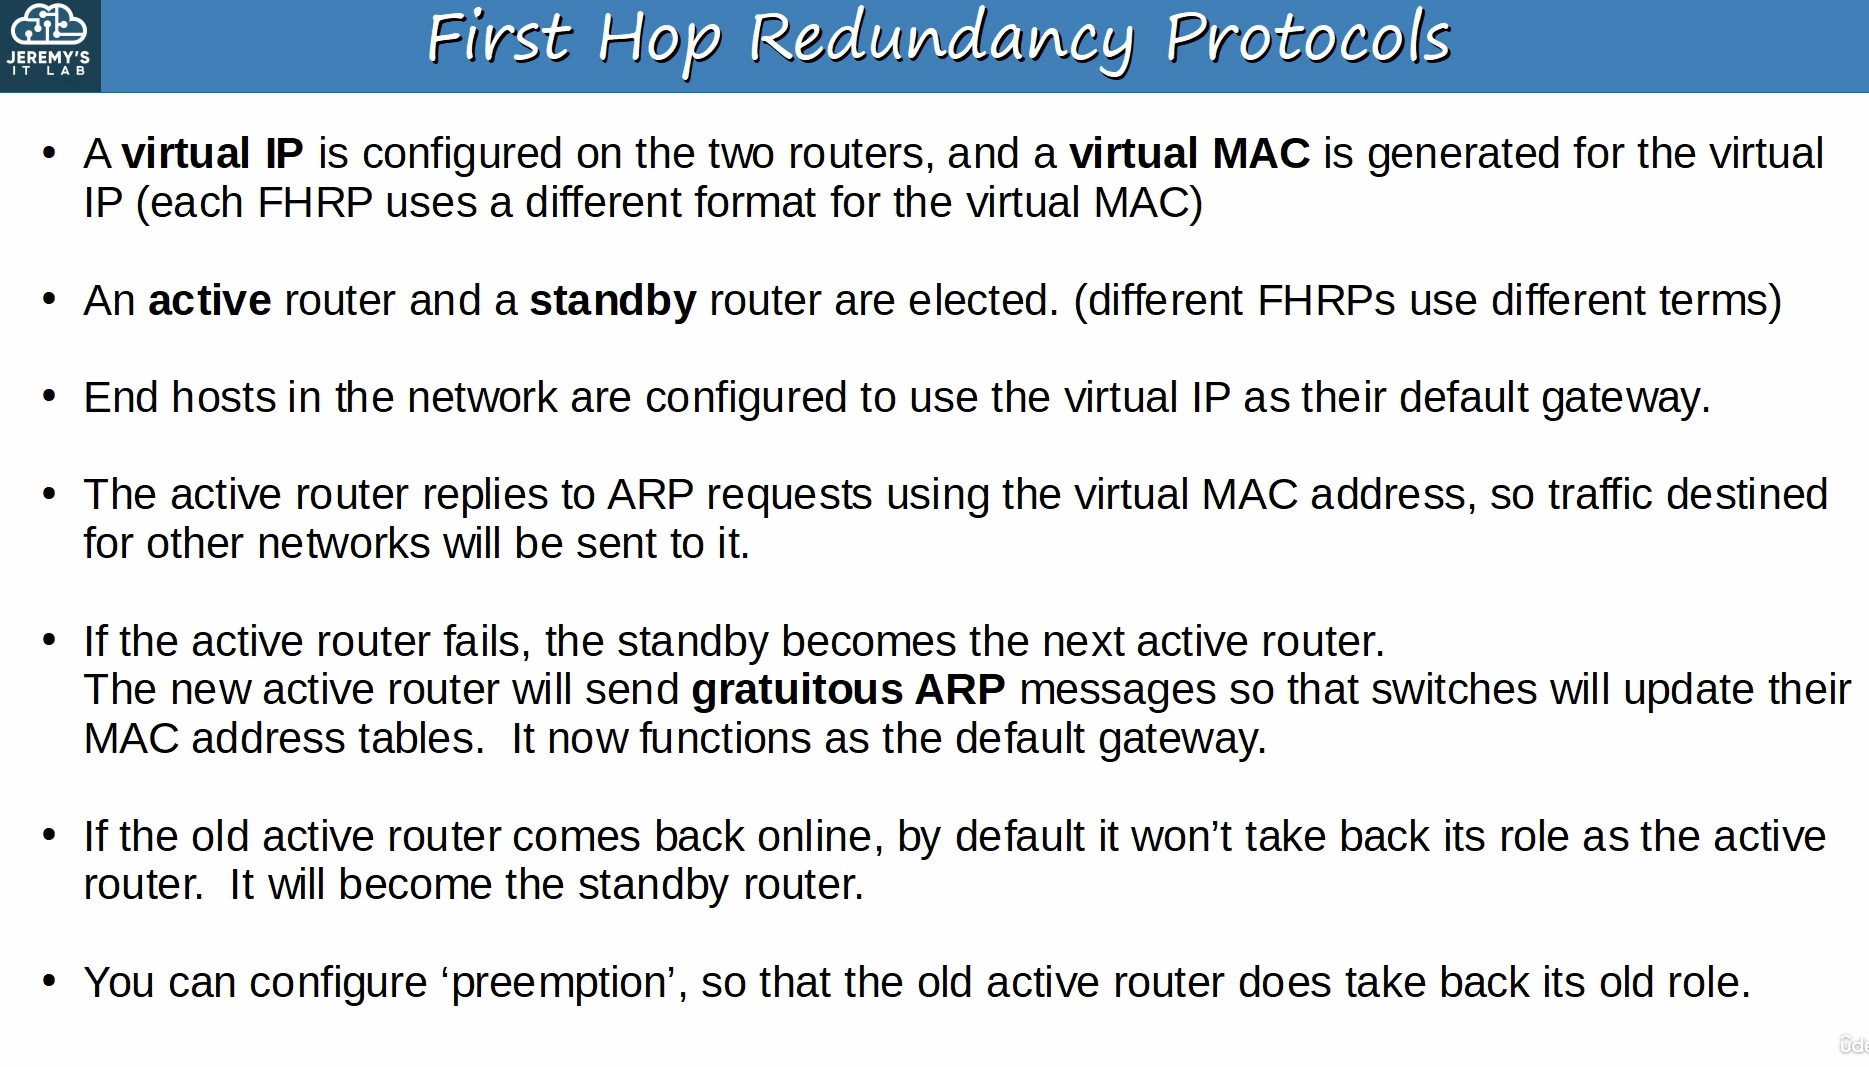 JEREMY'S
IT LAB
First Hop Redundancy Protocols
• A virtual IP is configured on the two routers, and a virtual MAC is generated for the virtual
IP (each FHRP uses a different format for the virtual MAC)
• An active router and a standby router are elected. (different FHRPs use different terms)
• End hosts in the network are configured to use the virtual IP as their default gateway.
• The active router replies to ARP requests using the virtual MAC address, so traffic destined
for other networks will be sent to it.
• If the active router fails, the standby becomes the next active router.
The new active router will send gratuitous ARP messages so that switches will update their
MAC address tables.  It now functions as the default gateway.
• If the old active router comes back online, by default it won’t take back its role as the active
router.  It will become the standby router.
• You can configure ‘preemption’, so that the old active router does take back its old role.